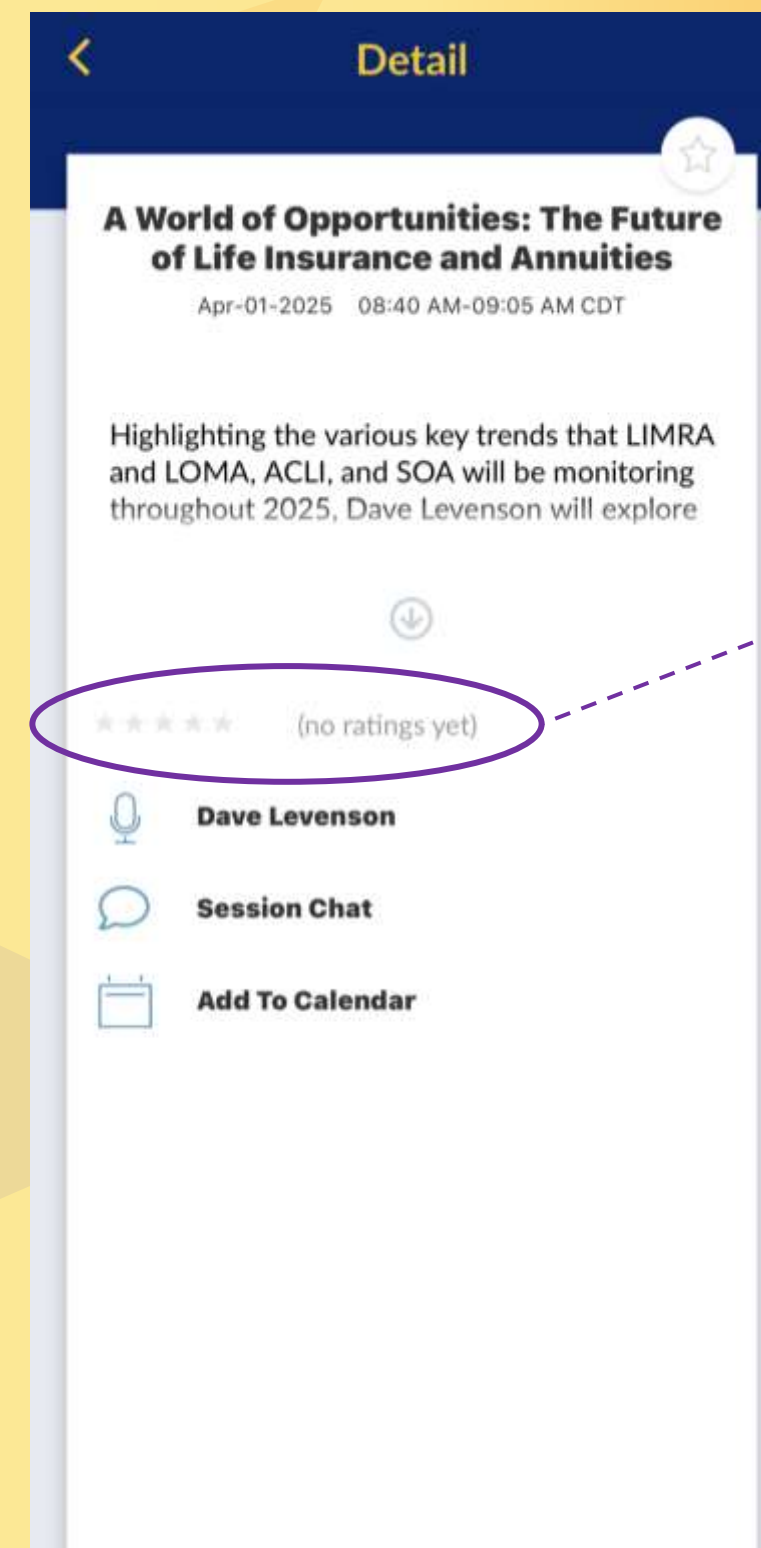 Detail
A World of Opportunities: The Future
of Life Insurance and Annuities
Apr-01-2025 08:40 AM-09:05 AM CDT
Highlighting the various key trends that LIMRA
and LOMA, ACLI, and SOA will be monitoring
throughout 2025, Dave Levenson will explore
(no ratings yet)
Dave Levenson
Session Chat
Add To Calendar